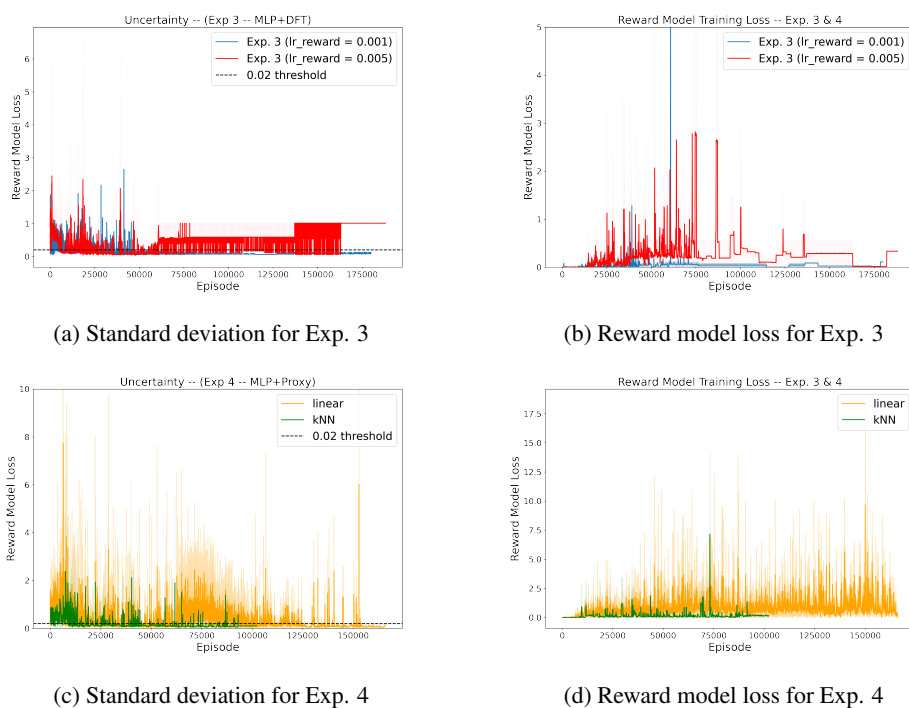 Uncertainty -- (Exp 3 -- MLP+DFT)
Exp. 3 (lr_reward = 0.001)
Exp. 3 (lr_reward = 0.005)
0.02 threshold
Reward Model Loss
6
5
4
3
2
1
0
0 25000 50000 75000 100000 125000 150000 175000
Episode
(a) Standard deviation for Exp. 3
Reward Model Training Loss -- Exp. 3 & 4
Exp. 3 (lr_reward = 0.001)
Exp. 3 (lr_reward = 0.005)
Reward Model Loss
5
4
3
2
1
0
0 25000 50000 75000 100000 125000 150000 175000
Episode
(b) Reward model loss for Exp. 3
Uncertainty -- (Exp 4 -- MLP+Proxy)
linear
kNN
0.02 threshold
Reward Model Loss
10
8
6
4
2
0
0 25000 50000 75000 100000 125000 150000
Episode
(c) Standard deviation for Exp. 4
Reward Model Training Loss -- Exp. 3 & 4
linear
kNN
Reward Model Loss
17.5
15.0
12.5
10.0
7.5
5.0
2.5
0.0
0 25000 50000 75000 100000 125000 150000
Episode
(d) Reward model loss for Exp. 4